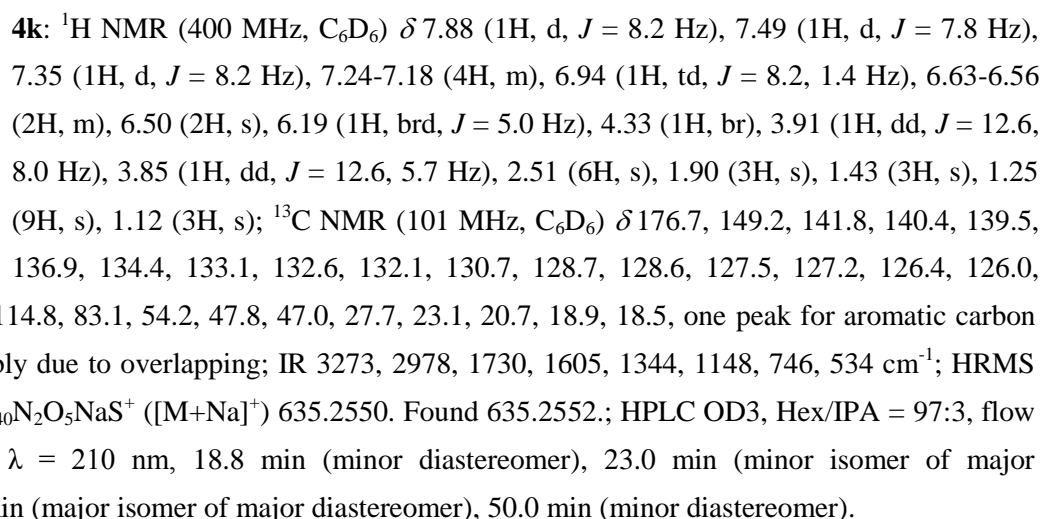 4k: ¹H NMR (400 MHz, C₆D₆) δ 7.88 (1H, d, J = 8.2 Hz), 7.49 (1H, d, J = 7.8 Hz),
7.35 (1H, d, J = 8.2 Hz), 7.24-7.18 (4H, m), 6.94 (1H, td, J = 8.2, 1.4 Hz), 6.63-6.56
(2H, m), 6.50 (2H, s), 6.19 (1H, brd, J = 5.0 Hz), 4.33 (1H, br), 3.91 (1H, dd, J = 12.6,
8.0 Hz), 3.85 (1H, dd, J = 12.6, 5.7 Hz), 2.51 (6H, s), 1.90 (3H, s), 1.43 (3H, s), 1.25
(9H, s), 1.12 (3H, s); ¹³C NMR (101 MHz, C₆D₆) δ 176.7, 149.2, 141.8, 140.4, 139.5,
136.9, 134.4, 133.1, 132.6, 132.1, 130.7, 128.7, 128.6, 127.5, 127.2, 126.4, 126.0,
114.8, 83.1, 54.2, 47.8, 47.0, 27.7, 23.1, 20.7, 18.9, 18.5, one peak for aromatic carbon
due to overlapping; IR 3273, 2978, 1730, 1605, 1344, 1148, 746, 534 cm⁻¹; HRMS
₄₀N₂O₅NaS⁺ ([M+Na]⁺) 635.2550. Found 635.2552.; HPLC OD3, Hex/IPA = 97:3, flow
λ = 210 nm, 18.8 min (minor diastereomer), 23.0 min (minor isomer of major
(major isomer of major diastereomer), 50.0 min (minor diastereomer).